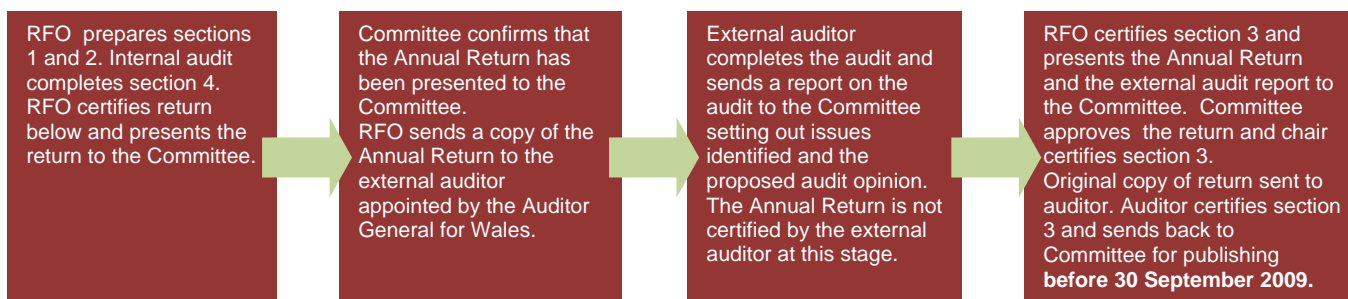 RFO prepares sections
1 and 2. Internal audit
completes section 4.
RFO certifies return
below and presents the
return to the Committee.
Committee confirms that
the Annual Return has
been presented to the
Committee.
RFO sends a copy of the
Annual Return to the
external auditor
appointed by the Auditor
General for Wales.
External auditor
completes the audit and
sends a report on the
audit to the Committee
setting out issues
identified and the
proposed audit opinion.
The Annual Return is not
certified by the external
auditor at this stage.
RFO certifies section 3 and
presents the Annual Return
and the external audit report
to the Committee. Committee
approves the return and chair
certifies section 3.
Original copy of return sent to
auditor. Auditor certifies section
3 and sends back to
Committee for publishing
before 30 September 2009.